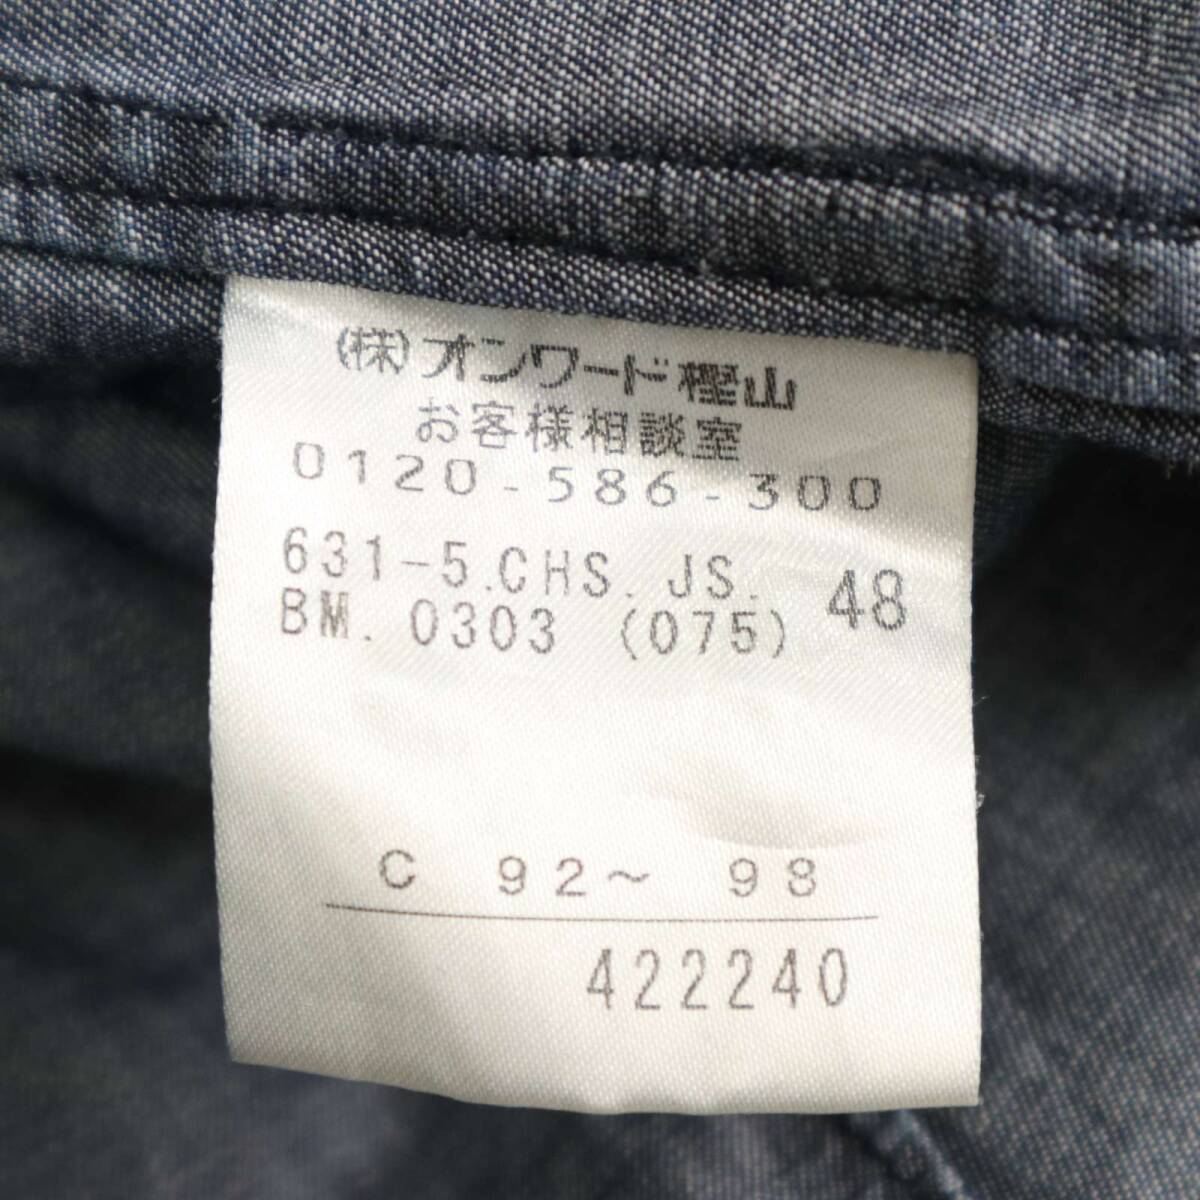 (株)オンワード樫山
お客様相談室
0120-586-300
631-5.CHS. JS. 48
BM. 0303 (075)
C 92~ 98
422240